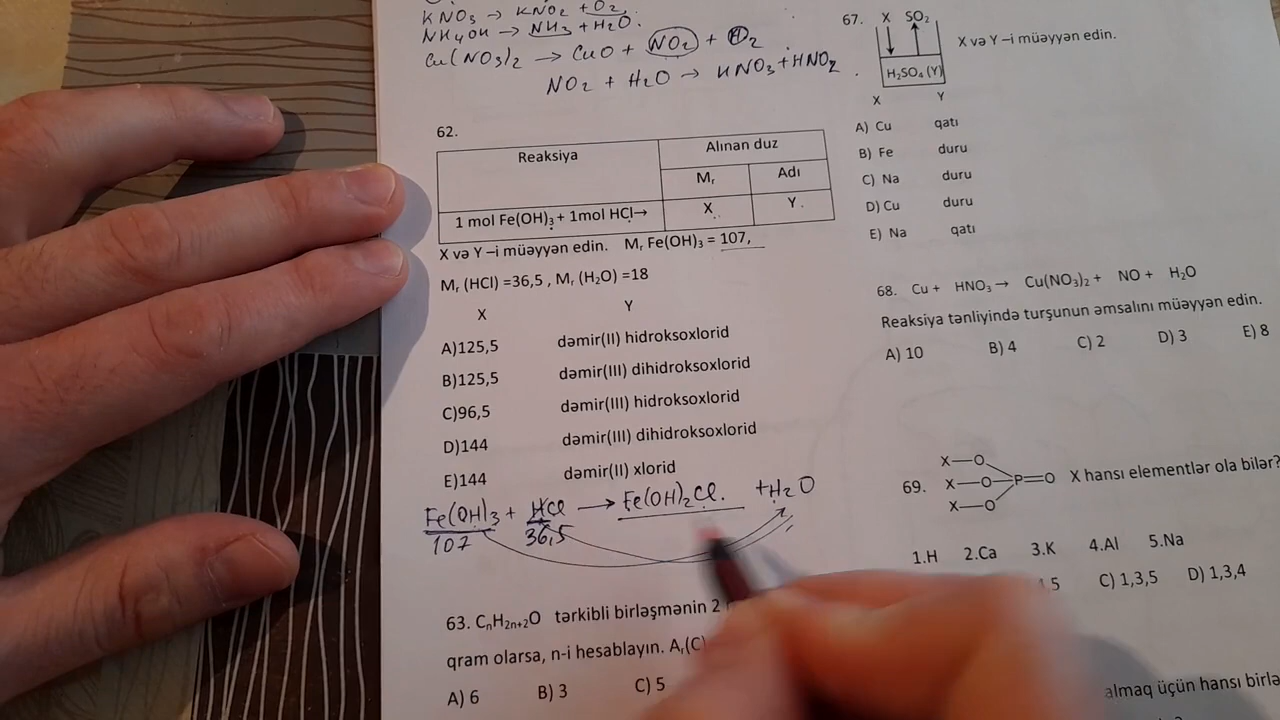 KNO3 → KNO2 + O2,
NH4OH → NH3 + H2O.
Cu(NO3)2 → CuO + NO2 + O2
NO2 + H2O → HNO3 + HNO2
62.
Reaksiya Alınan duz
Mr Adı
1 mol Fe(OH)3 + 1mol HCl→ X Y
X və Y –i müəyyən edin. Mr Fe(OH)3 = 107,
Mr (HCl) =36,5 , Mr (H2O) =18
X Y
A)125,5 dəmir(II) hidroksoxlorid
B)125,5 dəmir(III) dihidroksoxlorid
C)96,5 dəmir(III) hidroksoxlorid
D)144 dəmir(III) dihidroksoxlorid
E)144 dəmir(II) xlorid
Fe(OH)3 + HCl → Fe(OH)2Cl. + H2O
107 36,5
63. CnH2n+2O tərkibli birləşmənin 2
qram olarsa, n-i hesablayın. Ar(C)
A) 6 B) 3 C) 5
67. X SO2
X və Y –i müəyyən edin.
H2SO4 (Y)
X Y
A) Cu qatı
B) Fe duru
C) Na duru
D) Cu duru
E) Na qatı
68. Cu + HNO3 → Cu(NO3)2 + NO + H2O
Reaksiya tənliyində turşunun əmsalını müəyyən edin.
A) 10 B) 4 C) 2 D) 3 E) 8
69. X—O
X—O—P=O X hansı elementlər ola bilər?
X—O
1.H 2.Ca 3.K 4.Al 5.Na
C) 1,3,5 D) 1,3,4
almaq üçün hansı